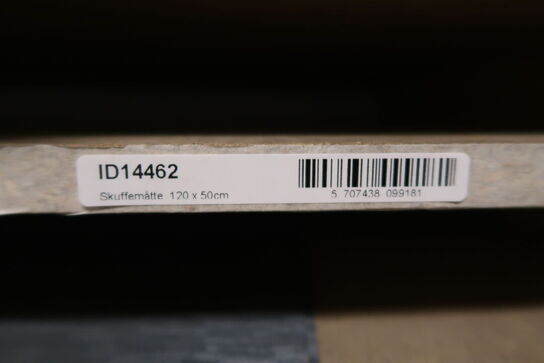 ID14462
Skuffemåtte 120 x 50cm
5 707438 099181